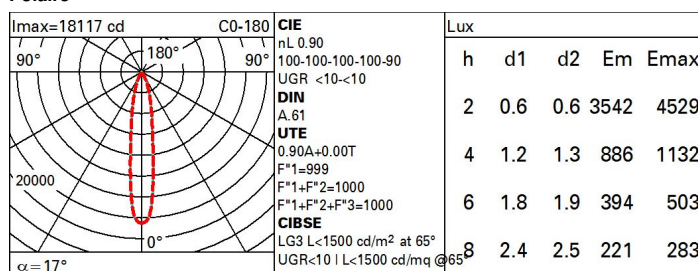 Imax=18117 cd C0-180
90° 180° 90°
20000
0°
α=17°
CIE
nL 0.90
100-100-100-100-90
UGR <10-<10
DIN
A.61
UTE
0.90A+0.00T
F"1=999
F"1+F"2=1000
F"1+F"2+F"3=1000
CIBSE
LG3 L<1500 cd/m² at 65°
UGR<10 | L<1500 cd/mq @65°
Lux
h d1 d2 Em Emax
2 0.6 0.6 3542 4529
4 1.2 1.3 886 1132
6 1.8 1.9 394 503
8 2.4 2.5 221 283